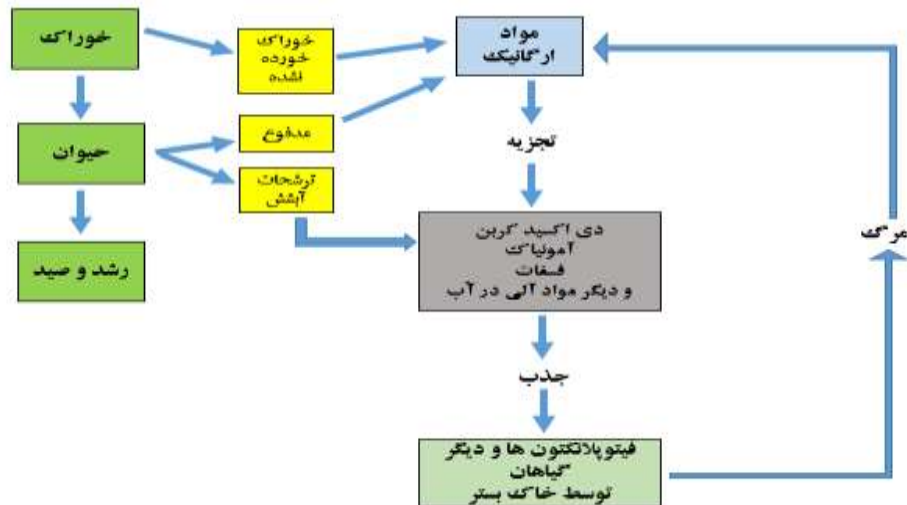 خوراک
خوراک
خورده
نشده
مواد
ارگانیک
حیوان
مدفوع
تجزیه
ترشحات
آبشش
رشد و صید
دی اکسید کربن
آمونیاک
فسفات
و دیگر مواد آلی در آب
مرگ
جذب
فیتوپلانکتون ها و دیگر
گیاهان
توسط خاک بستر